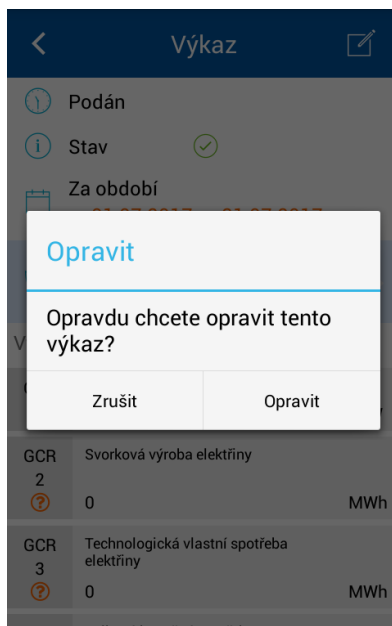 Výkaz
Podán
Stav
Za období
Opravit
Opravdu chcete opravit tento
výkaz?
Zrušit
Opravit
GCR
2
?
Svorková výroba elektřiny
0
MWh
GCR
3
?
Technologická vlastní spotřeba
elektřiny
0
MWh